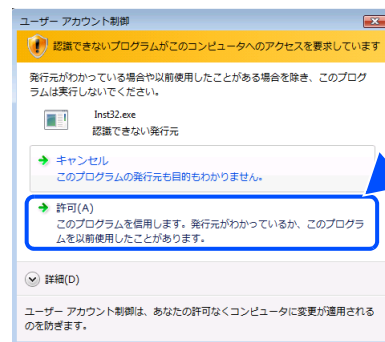 ユーザー アカウント制御
認識できないプログラムがこのコンピュータへのアクセスを要求しています
発行元がわかっている場合や以前使用したことがある場合を除き、このプログ
ラムは実行しないでください。
Inst32.exe
認識できない発行元
キャンセル
このプログラムの発行元も目的もわかりません。
許可(A)
このプログラムを信用します。発行元がわかっているか、このプログラ
ムを以前使用したことがあります。
詳細(D)
ユーザー アカウント制御は、あなたの許可なくコンピュータに変更が適用される
のを防ぎます。